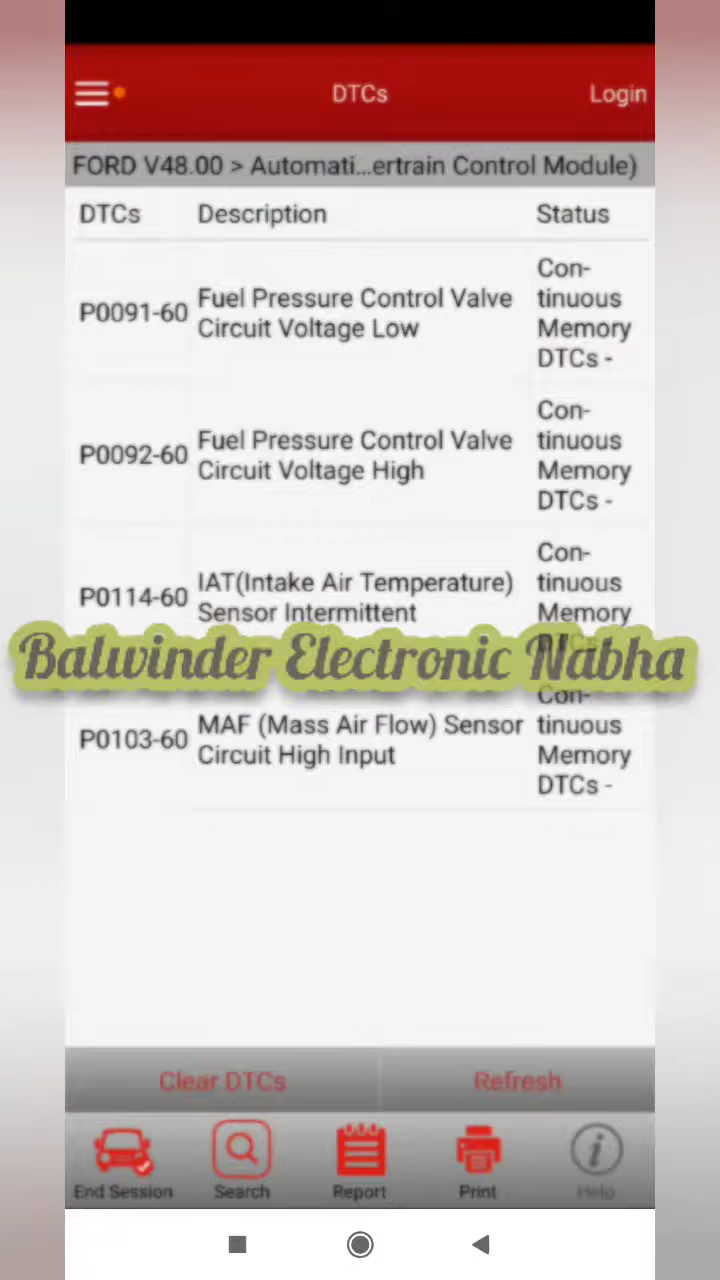 DTCs
Login
FORD V48.00 > Automati...ertrain Control Module)
DTCs Description Status
P0091-60 Fuel Pressure Control Valve Circuit Voltage Low Con-
tinuous
Memory
DTCs -
P0092-60 Fuel Pressure Control Valve Circuit Voltage High Con-
tinuous
Memory
DTCs -
P0114-60 IAT(Intake Air Temperature) Sensor Intermittent Con-
tinuous
Memory
DTCs -
Balwinder Electronic Nabha
P0103-60 MAF (Mass Air Flow) Sensor Circuit High Input Con-
tinuous
Memory
DTCs -
Clear DTCs
Refresh
End Session
Search
Report
Print
Help